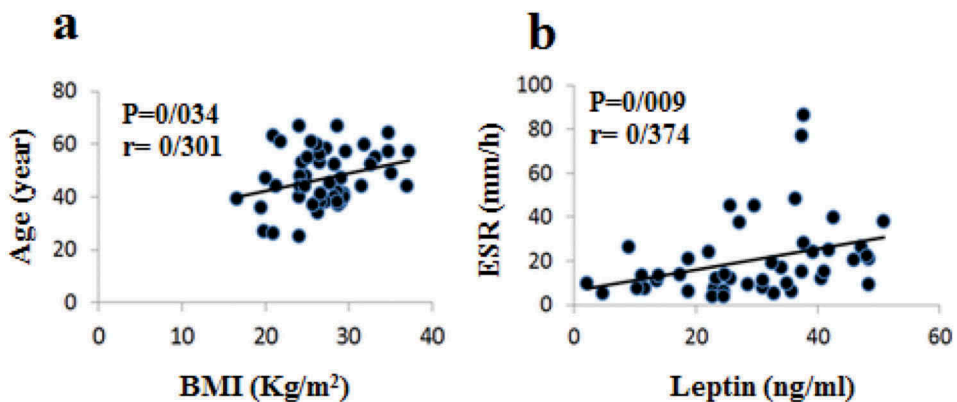 a
P=0/034
r= 0/301
Age (year)
80
60
40
20
0
0 10 20 30 40
BMI (Kg/m²)
b
P=0/009
r= 0/374
ESR (mm/h)
100
80
60
40
20
0
0 20 40 60
Leptin (ng/ml)